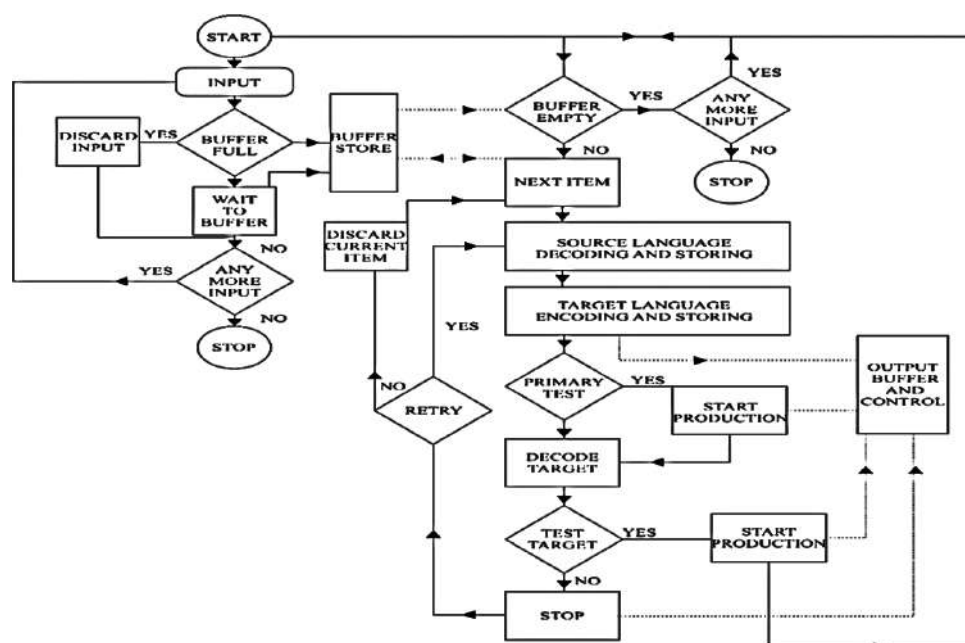 START
INPUT
BUFFER
FULL
YES
DISCARD
INPUT
WAIT
TO
BUFFER
NO
ANY
MORE
INPUT
YES
NO
STOP
BUFFER
STORE
BUFFER
EMPTY
YES
ANY
MORE
INPUT
YES
NO
STOP
NO
NEXT ITEM
DISCARD
CURRENT
ITEM
SOURCE LANGUAGE
DECODING AND STORING
TARGET LANGUAGE
ENCODING AND STORING
YES
NO
RETRY
PRIMARY
TEST
YES
START
PRODUCTION
OUTPUT
BUFFER
AND
CONTROL
DECODE
TARGET
TEST
TARGET
YES
START
PRODUCTION
NO
STOP